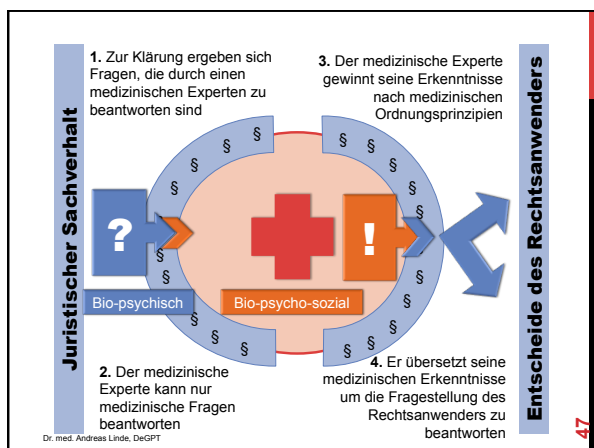 Juristischer Sachverhalt
1. Zur Klärung ergeben sich
Fragen, die durch einen
medizinischen Experten zu
beantworten sind
3. Der medizinische Experte
gewinnt seine Erkenntnisse
nach medizinischen
Ordnungsprinzipien
Entscheide des Rechtsanwenders
§ § § § § §
§ § § § § §
?
!
Bio-psychisch
Bio-psycho-sozial
§ § § § §
§ § § § §
2. Der medizinische
Experte kann nur
medizinische Fragen
beantworten
4. Er übersetzt seine
medizinischen Erkenntnisse
um die Fragestellung des
Rechtsanwenders zu
beantworten
Dr. med. Andreas Linde, DeGPT
47